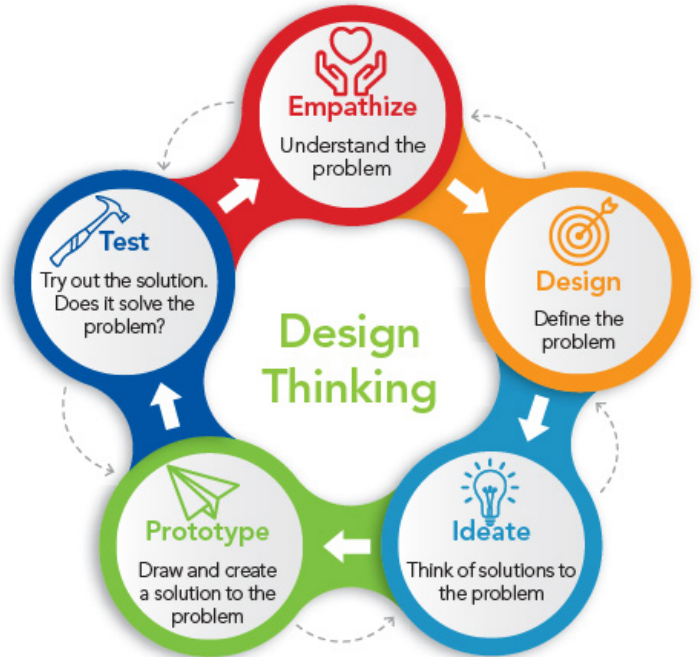 Empathize
Understand the
problem
Design
Define the
problem
Ideate
Think of solutions to
the problem
Prototype
Draw and create
a solution to the
problem
Test
Try out the solution.
Does it solve the
problem?
Design
Thinking